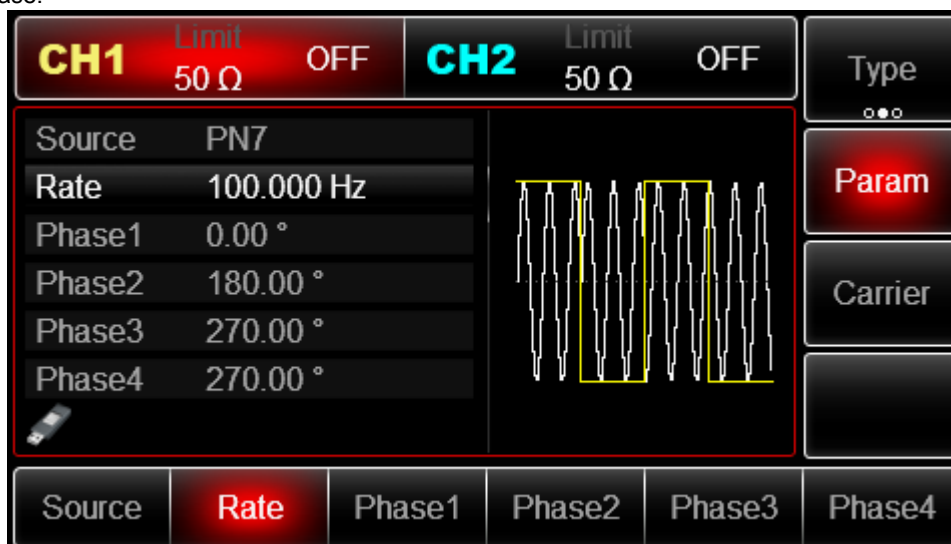 CH1 Limit 50 Ω OFF CH2 Limit 50 Ω OFF
Type
Source PN7
Rate 100.000 Hz
Phase1 0.00 °
Phase2 180.00 °
Phase3 270.00 °
Phase4 270.00 °
Param
Carrier
Source Rate Phase1 Phase2 Phase3 Phase4